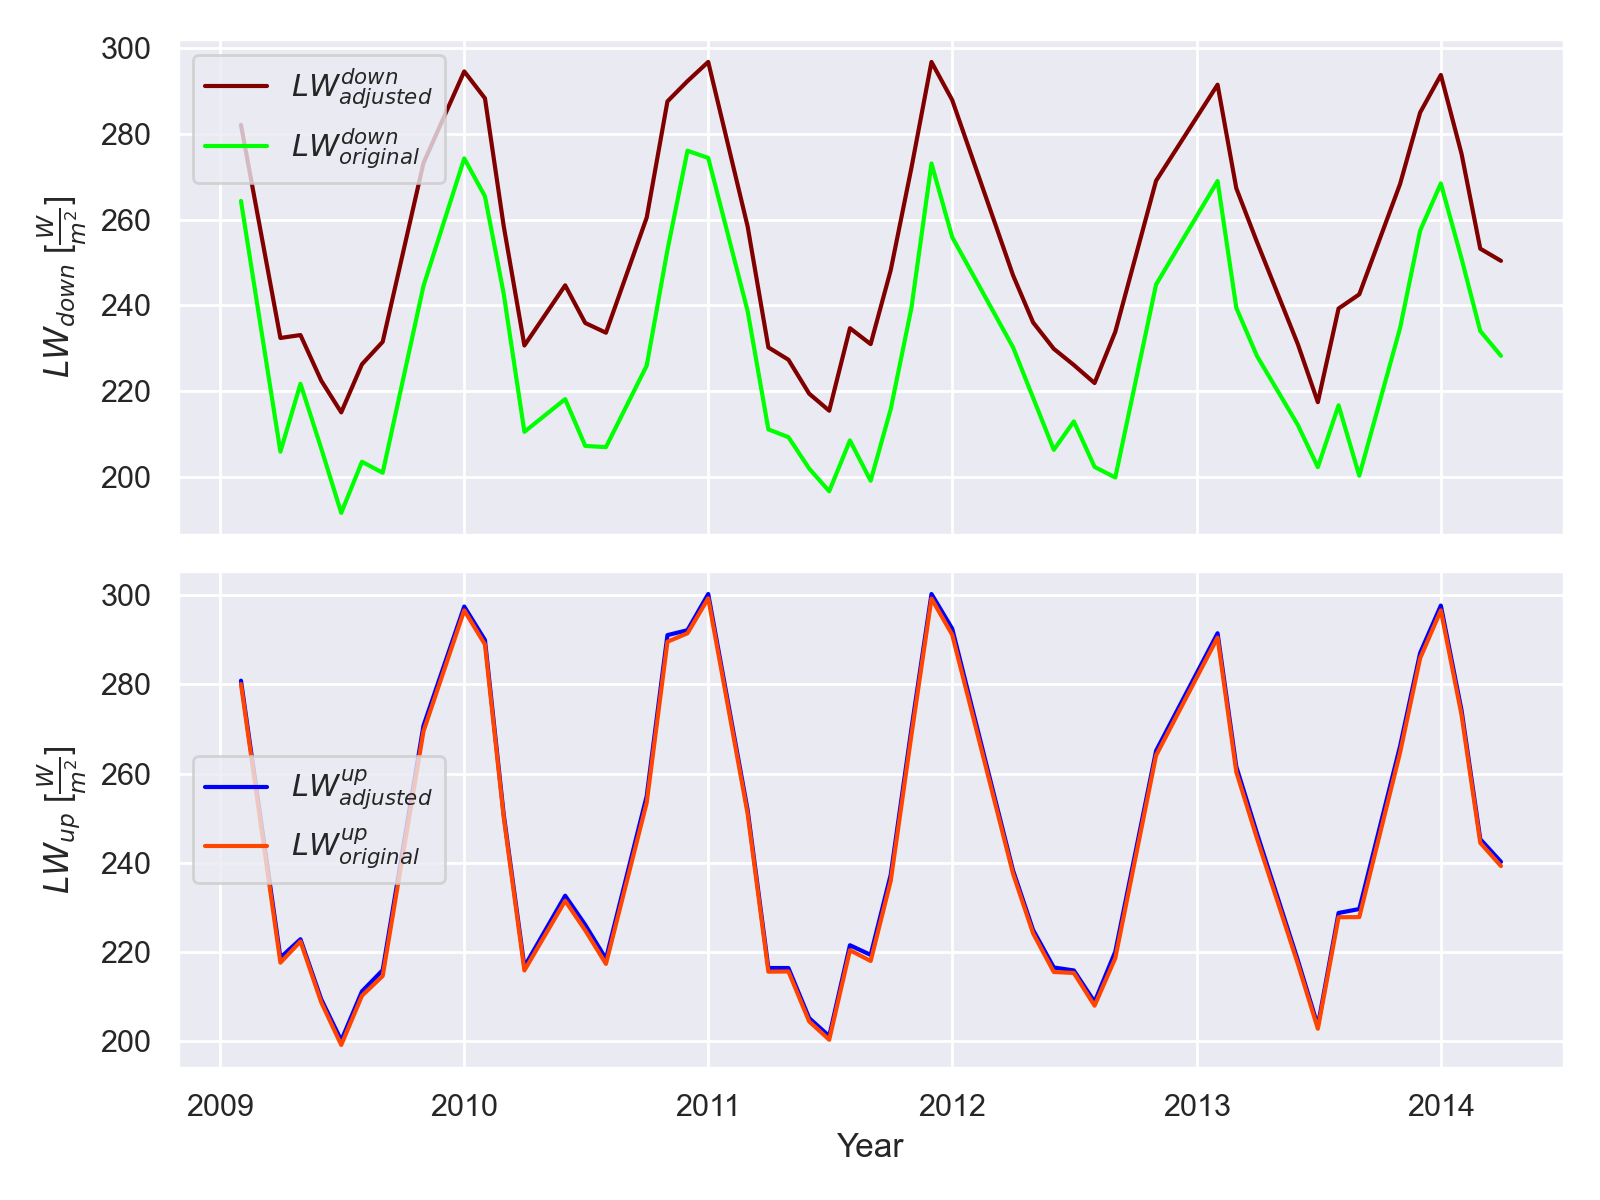 300
280
260
240
220
200
LW_down [W/m²]
LW^down_adjusted
LW^down_original
300
280
260
240
220
200
LW_up [W/m²]
LW^up_adjusted
LW^up_original
2009 2010 2011 2012 2013 2014
Year